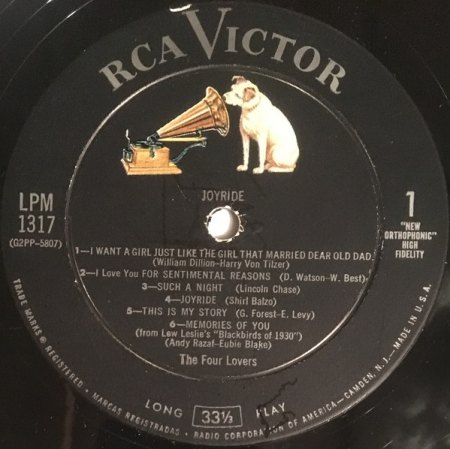 RCA VICTOR
JOYRIDE
LPM
1317
(G2PP-5807)
1
"NEW
ORTHOPHONIC"
HIGH
FIDELITY
1—I WANT A GIRL JUST LIKE THE GIRL THAT MARRIED DEAR OLD DAD
(William Dillion-Harry Von Tilzer)
2—I Love You FOR SENTIMENTAL REASONS (D. Watson-W. Best)
3—SUCH A NIGHT (Lincoln Chase)
4—JOYRIDE (Shirl Balzo)
5—THIS IS MY STORY (G. Forest-E. Levy)
6—MEMORIES OF YOU
(from Lew Leslie's "Blackbirds of 1930")
(Andy Razaf-Eubie Blake)
The Four Lovers
LONG 33⅓ PLAY
TRADE MARKS ® REGISTERED • MARCAS REGISTRADAS • RADIO CORPORATION OF AMERICA—CAMDEN, N.J.—MADE IN U.S.A.